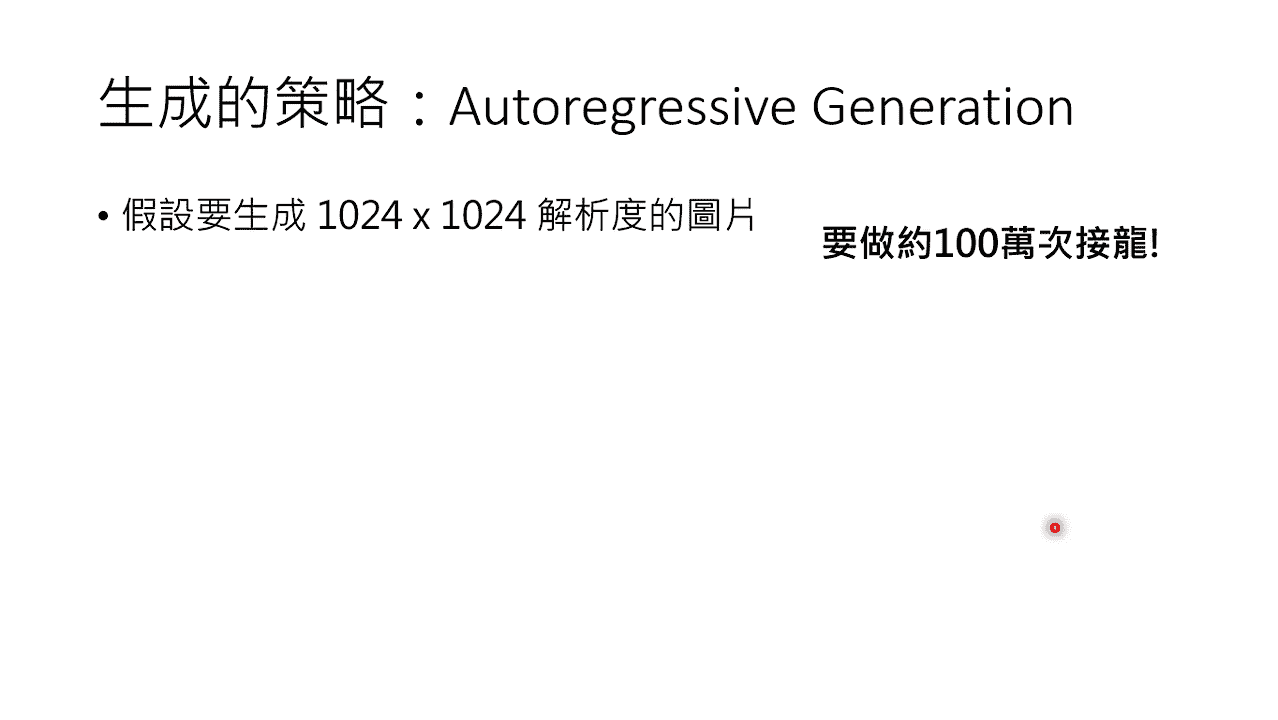 生成的策略：Autoregressive Generation
• 假設要生成 1024 x 1024 解析度的圖片
要做約100萬次接龍!